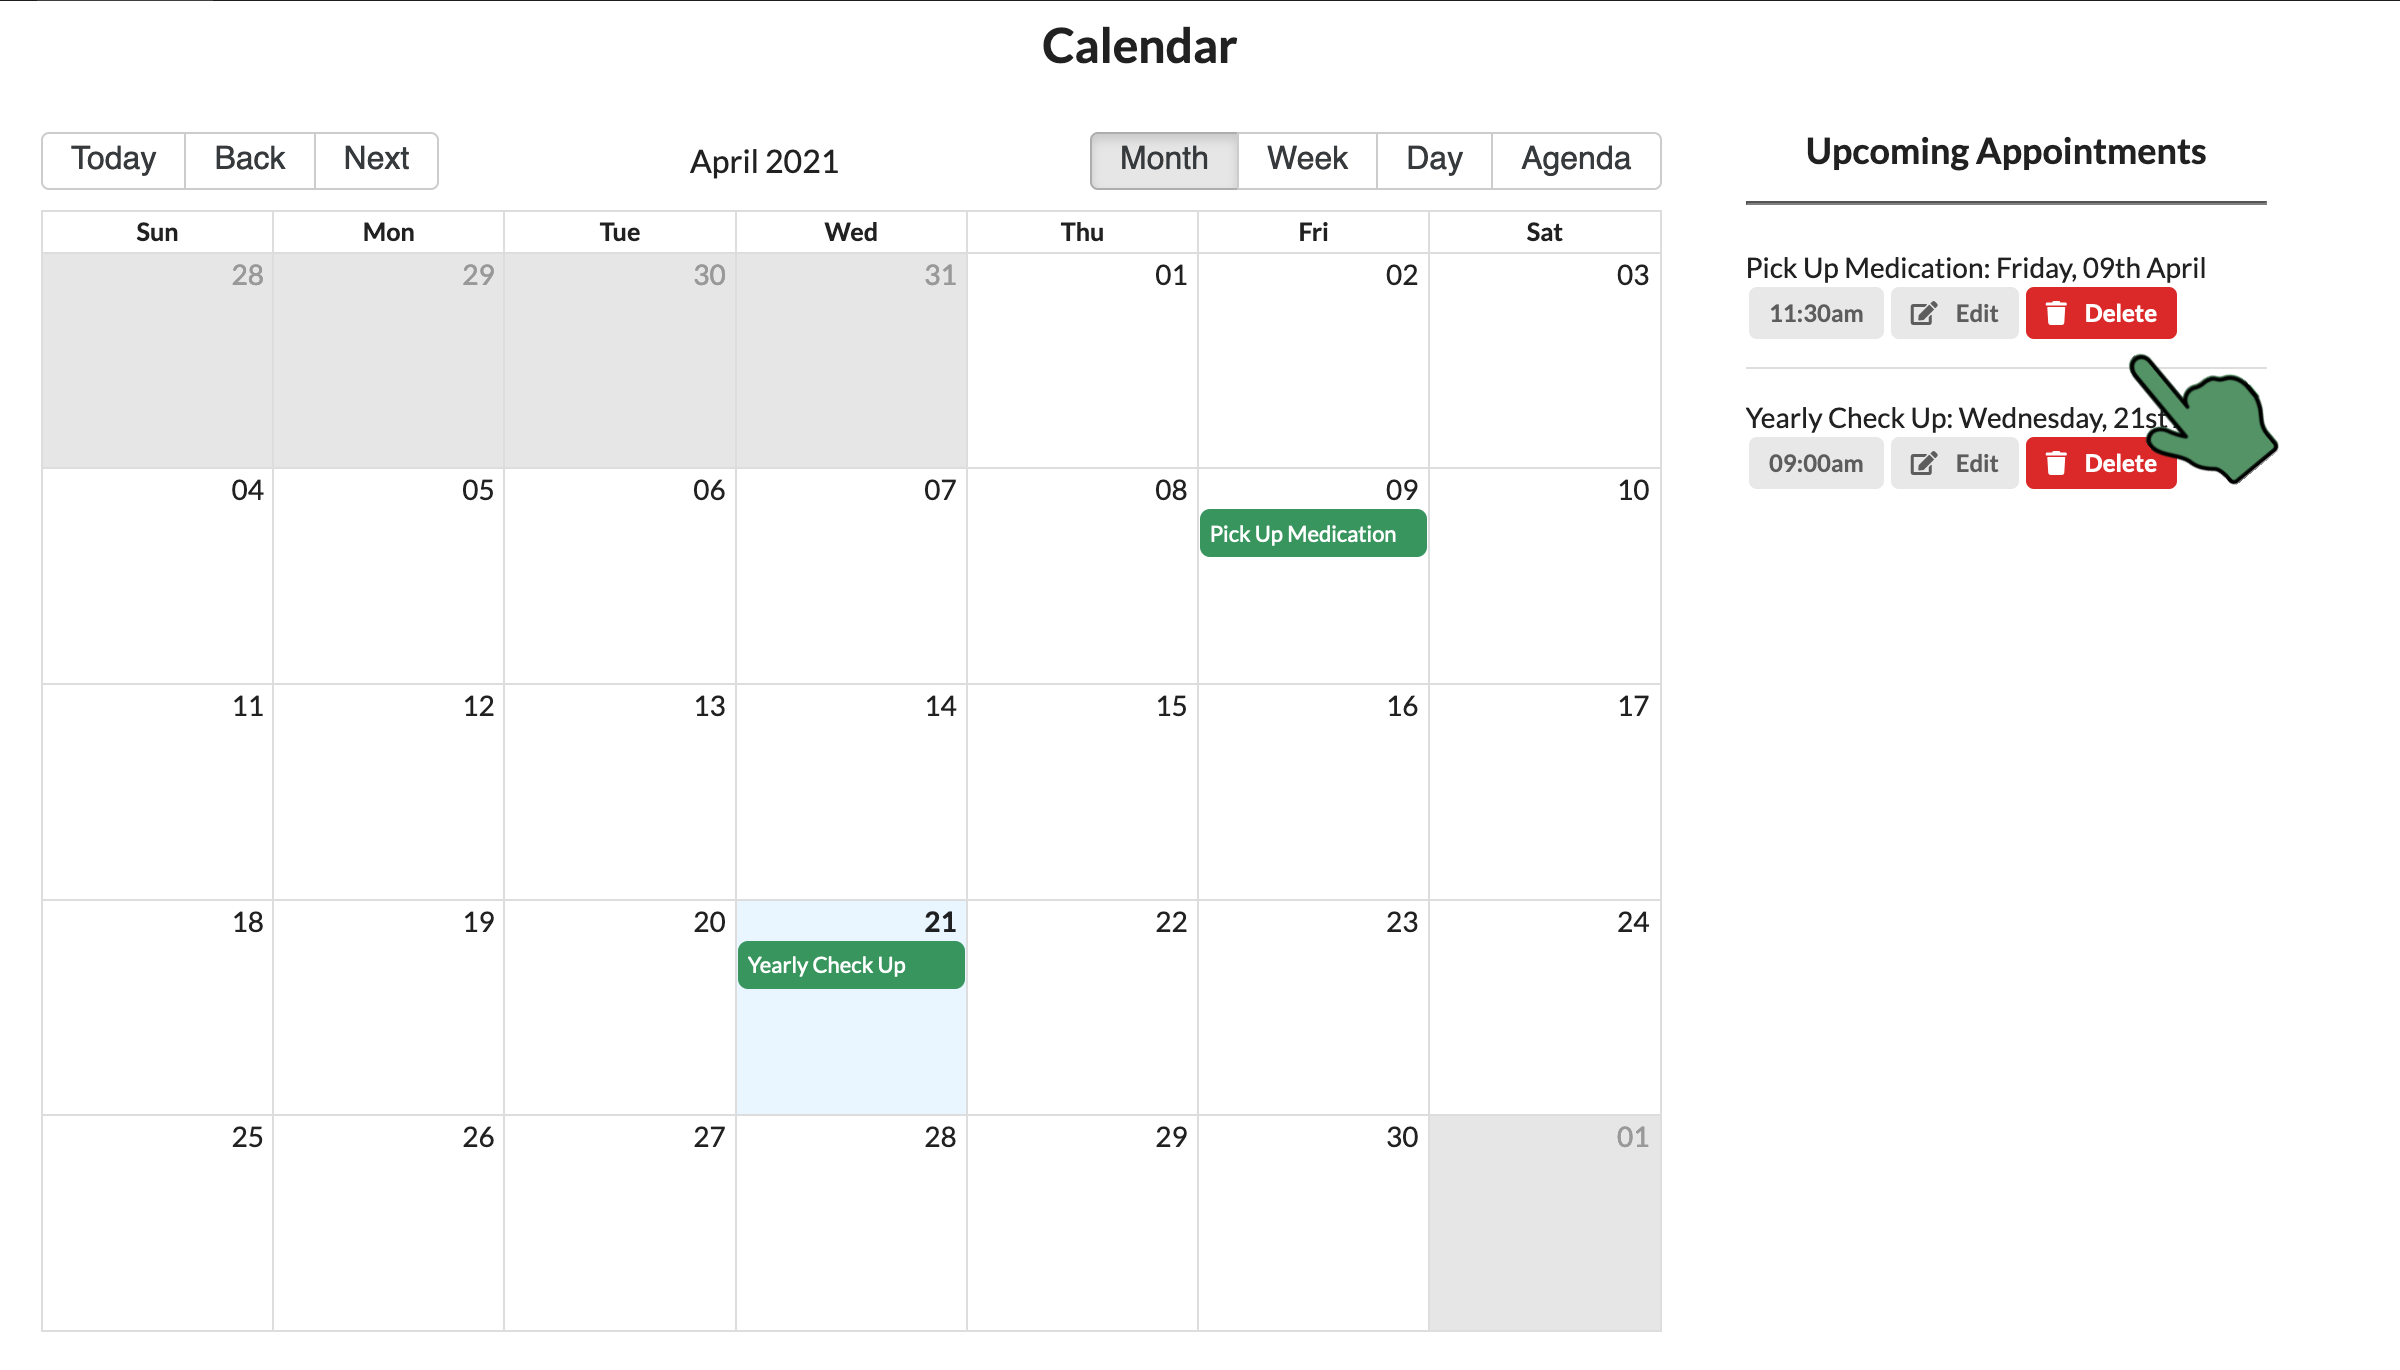 Calendar
Today Back Next April 2021 Month Week Day Agenda
Sun Mon Tue Wed Thu Fri Sat
28 29 30 31 01 02 03
04 05 06 07 08 09 10
Pick Up Medication
11 12 13 14 15 16 17
18 19 20 21 22 23 24
Yearly Check Up
25 26 27 28 29 30 01
Upcoming Appointments
Pick Up Medication: Friday, 09th April
11:30am Edit Delete
Yearly Check Up: Wednesday, 21st
09:00am Edit Delete